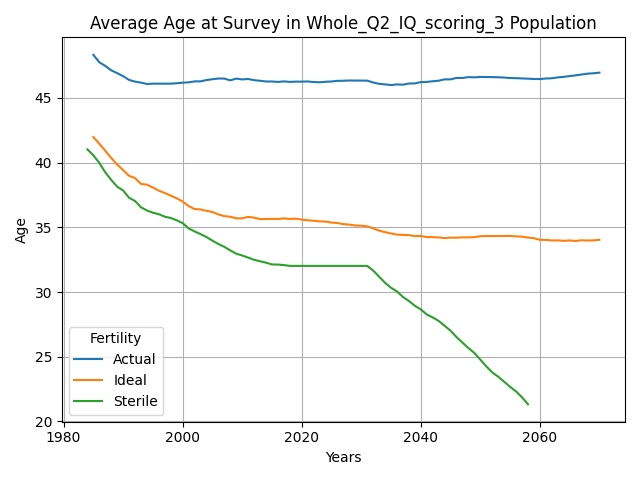 Average Age at Survey in Whole_Q2_IQ_scoring_3 Population
Age
45
40
35
30
25
20
Fertility
Actual
Ideal
Sterile
1980 2000 2020 2040 2060
Years